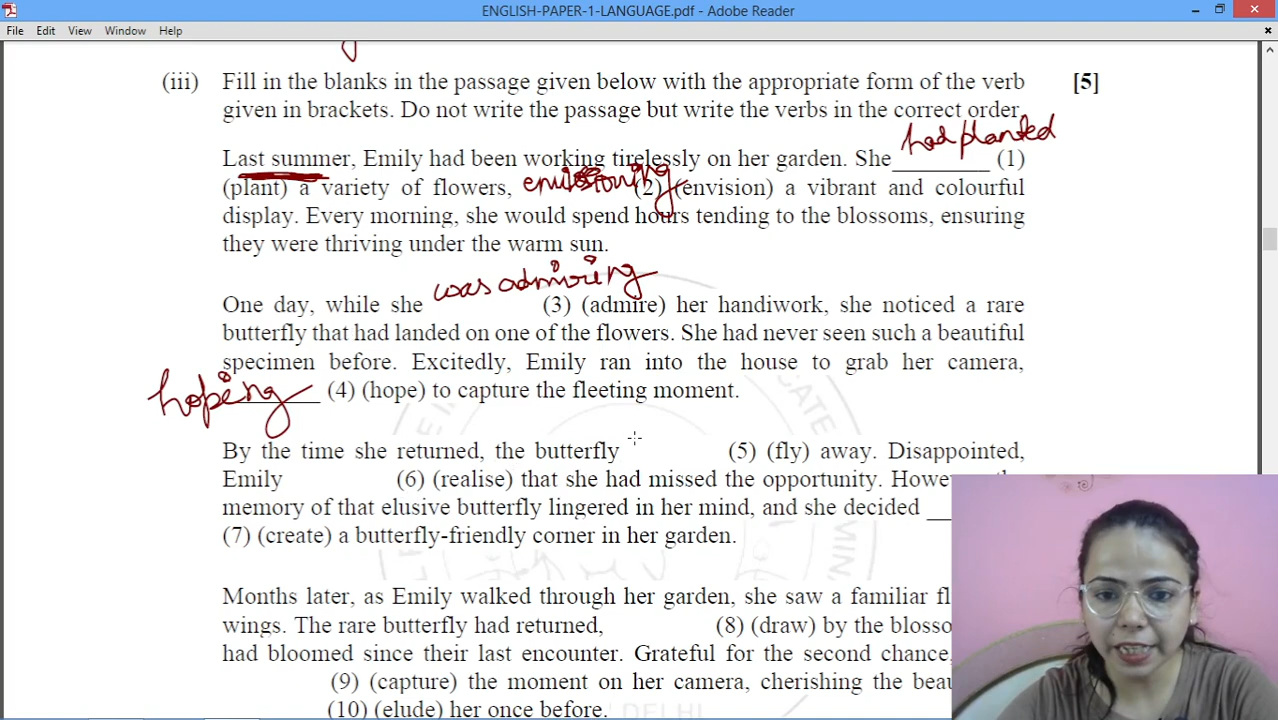 ENGLISH-PAPER-1-LANGUAGE.pdf - Adobe Reader
File Edit View Window Help
(iii) Fill in the blanks in the passage given below with the appropriate form of the verb [5]
given in brackets. Do not write the passage but write the verbs in the correct order.
had planted
Last summer, Emily had been working tirelessly on her garden. She ________ (1)
envisioning
(plant) a variety of flowers, (2) (envision) a vibrant and colourful
display. Every morning, she would spend hours tending to the blossoms, ensuring
they were thriving under the warm sun.
was admiring
One day, while she (3) (admire) her handiwork, she noticed a rare
butterfly that had landed on one of the flowers. She had never seen such a beautiful
specimen before. Excitedly, Emily ran into the house to grab her camera,
hoping (4) (hope) to capture the fleeting moment.
By the time she returned, the butterfly (5) (fly) away. Disappointed,
Emily (6) (realise) that she had missed the opportunity.
memory of that elusive butterfly lingered in her mind, and she decided __
(7) (create) a butterfly-friendly corner in her garden.
Months later, as Emily walked through her garden, she saw a familiar
wings. The rare butterfly had returned, (8) (draw) by the
had bloomed since their last encounter. Grateful for the second chance,
(9) (capture) the moment on her camera, cherishing the
(10) (elude) her once before.